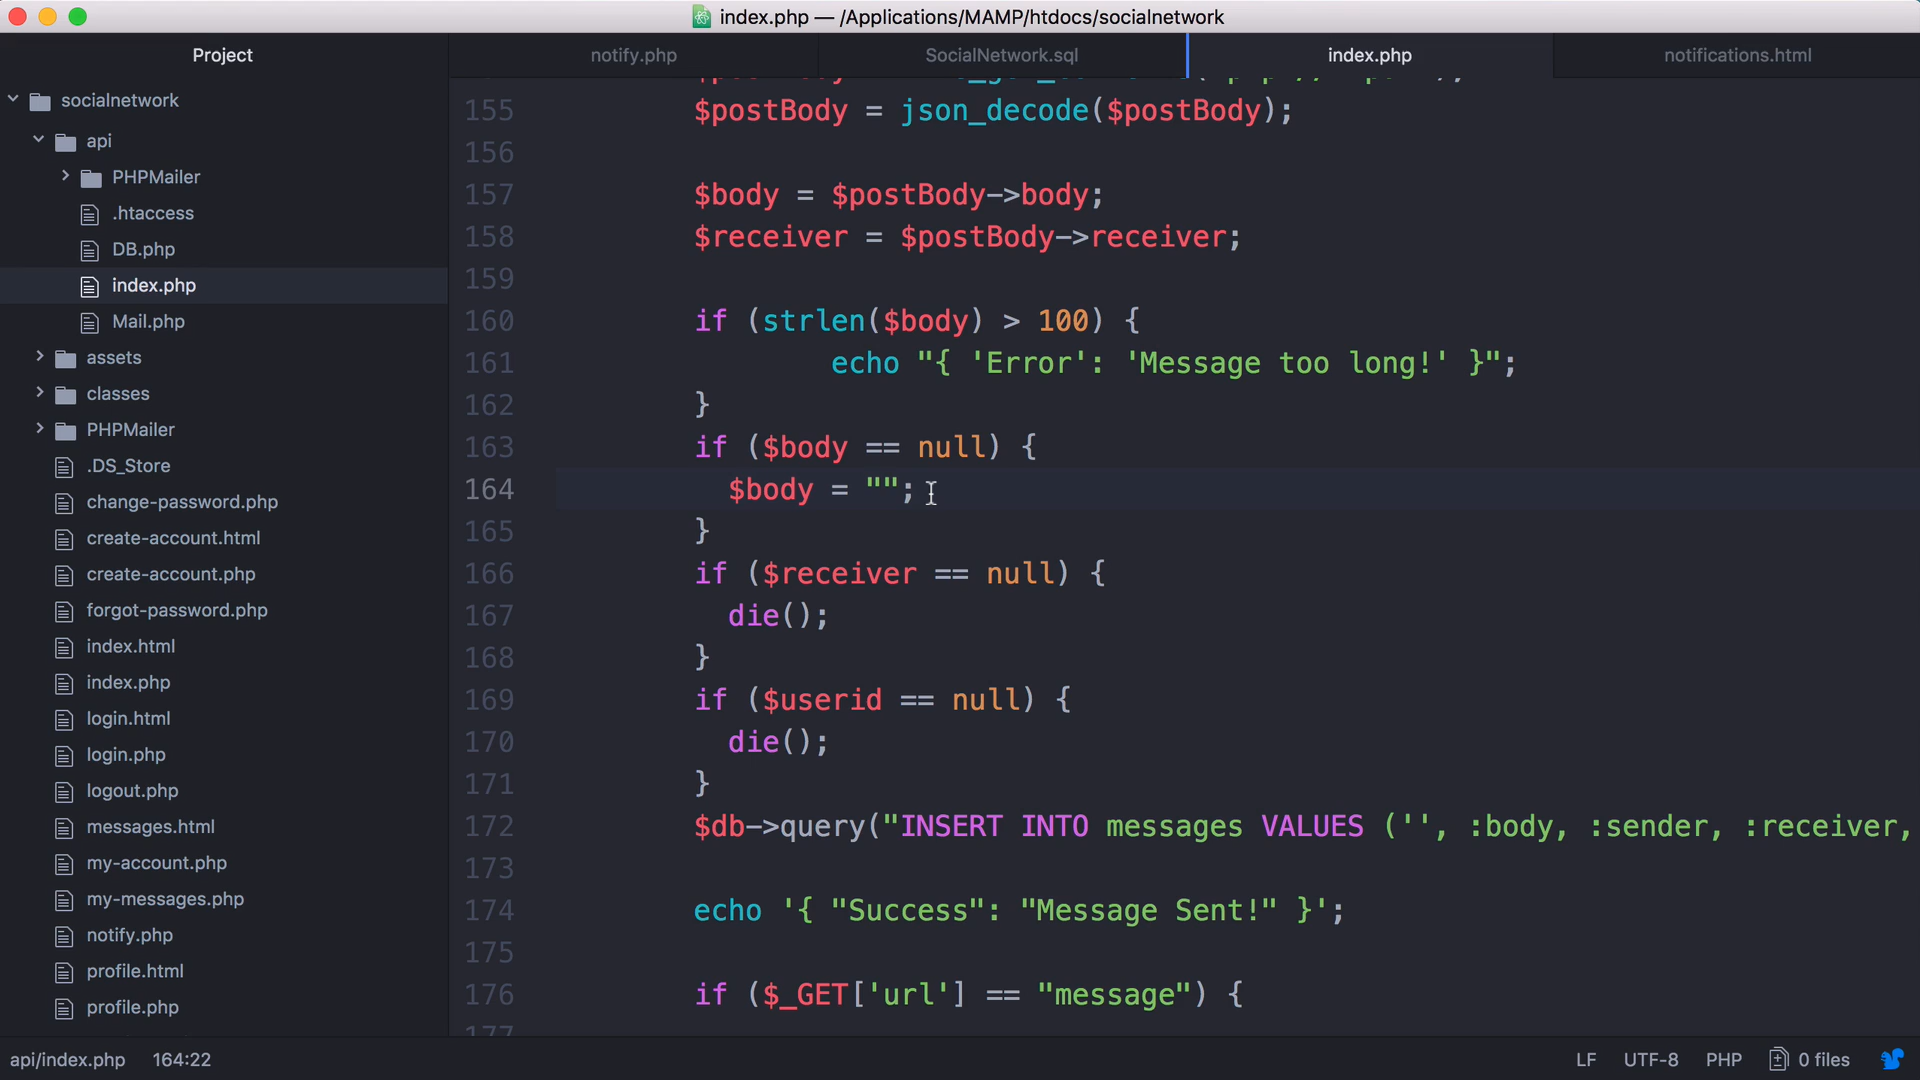 index.php — /Applications/MAMP/htdocs/socialnetwork
Project
notify.php
SocialNetwork.sql
index.php
notifications.html
socialnetwork
api
PHPMailer
.htaccess
DB.php
index.php
Mail.php
assets
classes
PHPMailer
.DS_Store
change-password.php
create-account.html
create-account.php
forgot-password.php
index.html
index.php
login.html
login.php
logout.php
messages.html
my-account.php
my-messages.php
notify.php
profile.html
profile.php
155 $postBody = json_decode($postBody);
156
157 $body = $postBody->body;
158 $receiver = $postBody->receiver;
159
160 if (strlen($body) > 100) {
161 echo "{ 'Error': 'Message too long!' }";
162 }
163 if ($body == null) {
164 $body = "";
165 }
166 if ($receiver == null) {
167 die();
168 }
169 if ($userid == null) {
170 die();
171 }
172 $db->query("INSERT INTO messages VALUES ('', :body, :sender, :receiver,
173
174 echo '{ "Success": "Message Sent!" }';
175
176 if ($_GET['url'] == "message") {
177
api/index.php 164:22
LF UTF-8 PHP 0 files